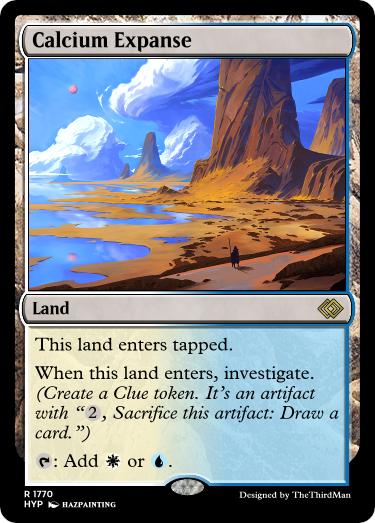 Calcium Expanse
Land
This land enters tapped.
When this land enters, investigate.
(Create a Clue token. It's an artifact
with “2, Sacrifice this artifact: Draw a
card.”)
: Add or .
R 1770
HYP HAZPAINTING
Designed by TheThirdMan